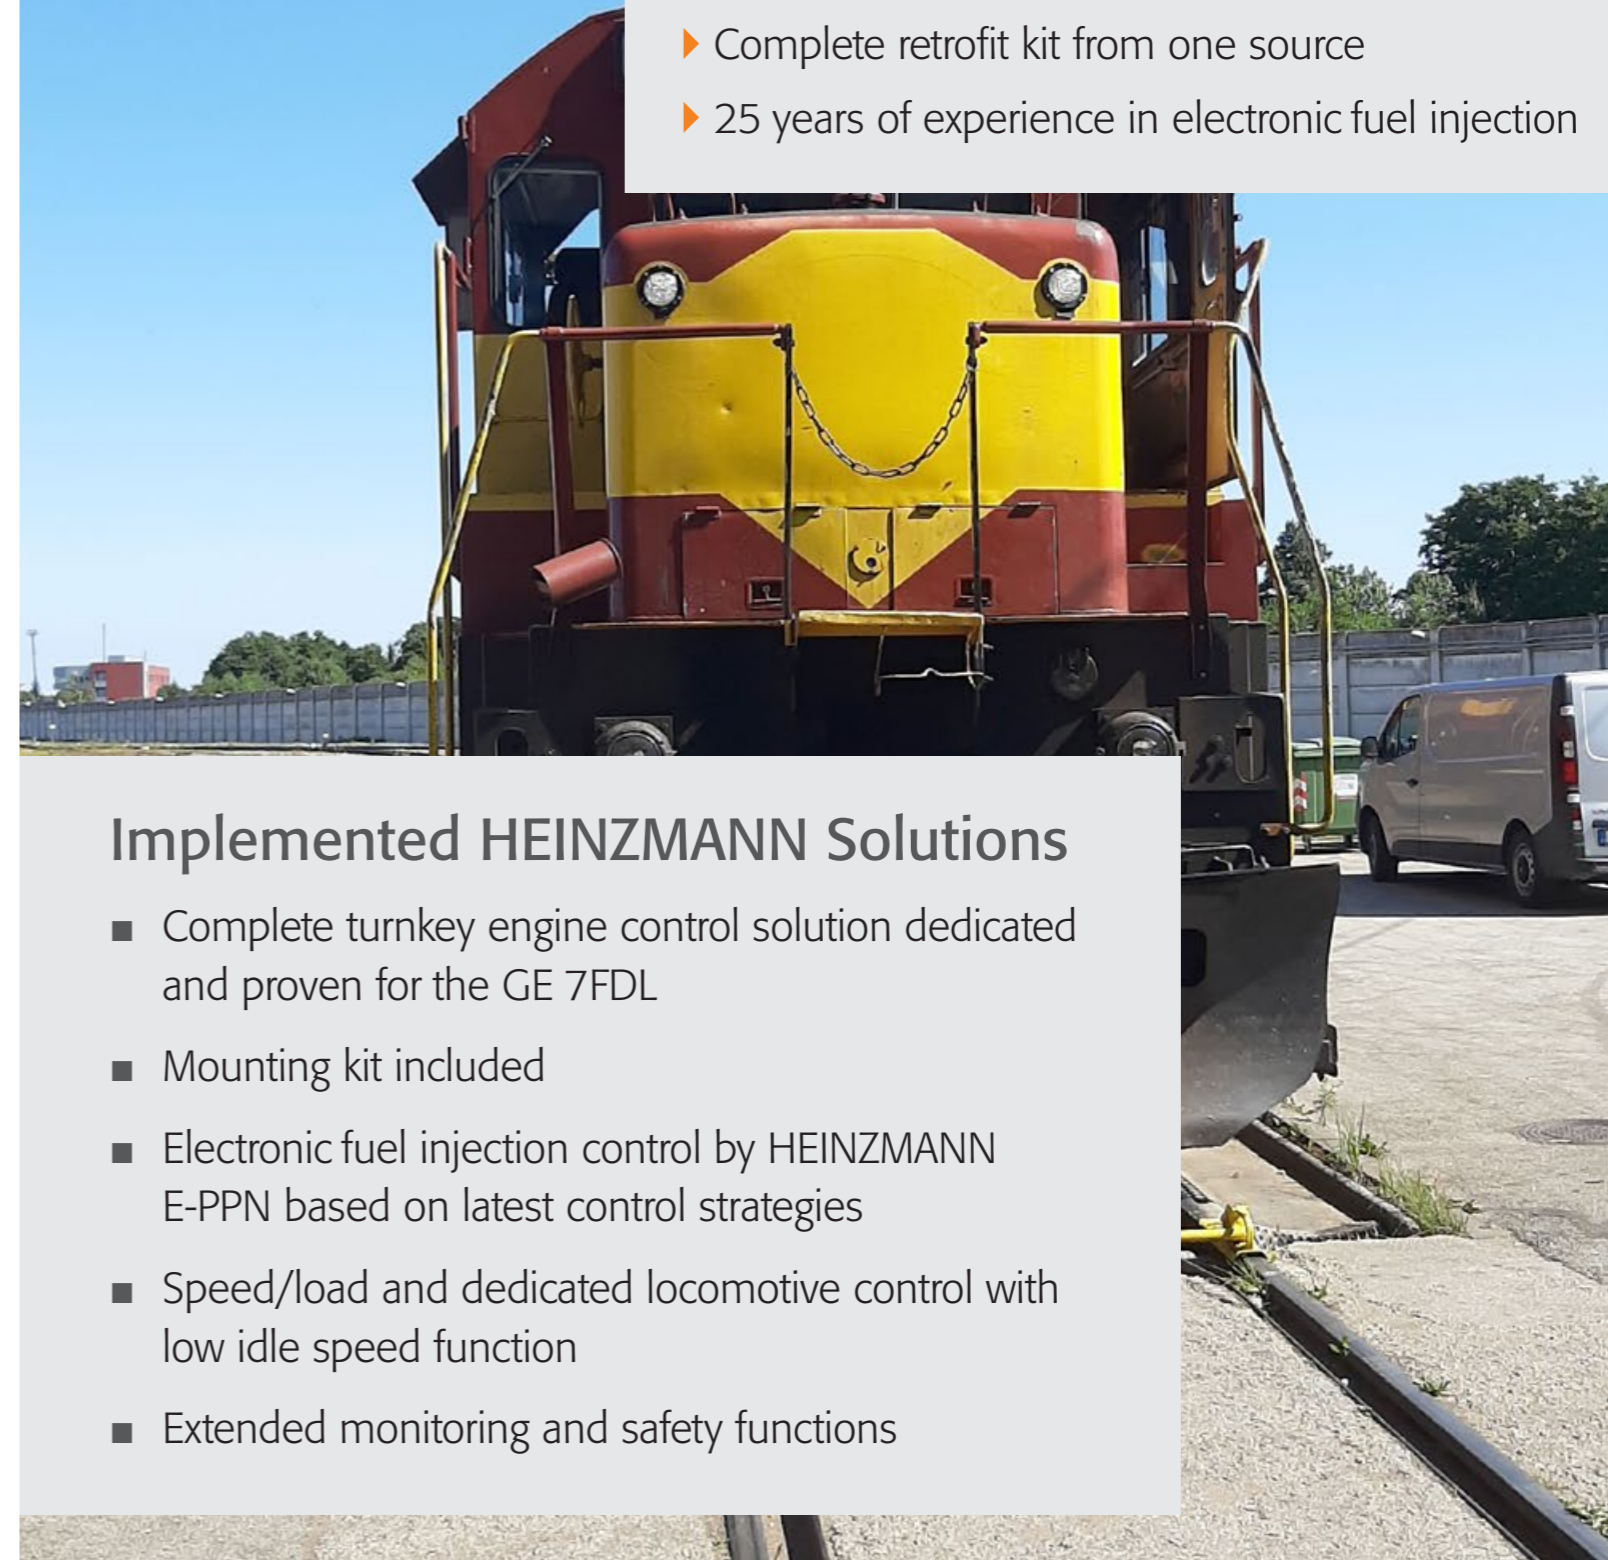 Complete retrofit kit from one source
25 years of experience in electronic fuel injection
Implemented HEINZMANN Solutions
Complete turnkey engine control solution dedicated
and proven for the GE 7FDL
Mounting kit included
Electronic fuel injection control by HEINZMANN
E-PPN based on latest control strategies
Speed/load and dedicated locomotive control with
low idle speed function
Extended monitoring and safety functions